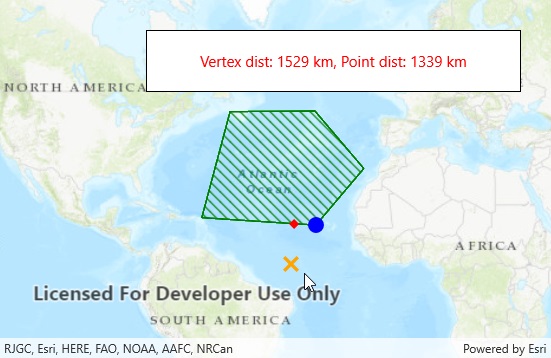 Vertex dist: 1529 km, Point dist: 1339 km
NORTH AMERICA
Atlantic
Ocean
AFRICA
Licensed For Developer Use Only
SOUTH AMERICA
RJGC, Esri, HERE, FAO, NOAA, AAFC, NRCan
Powered by Esri